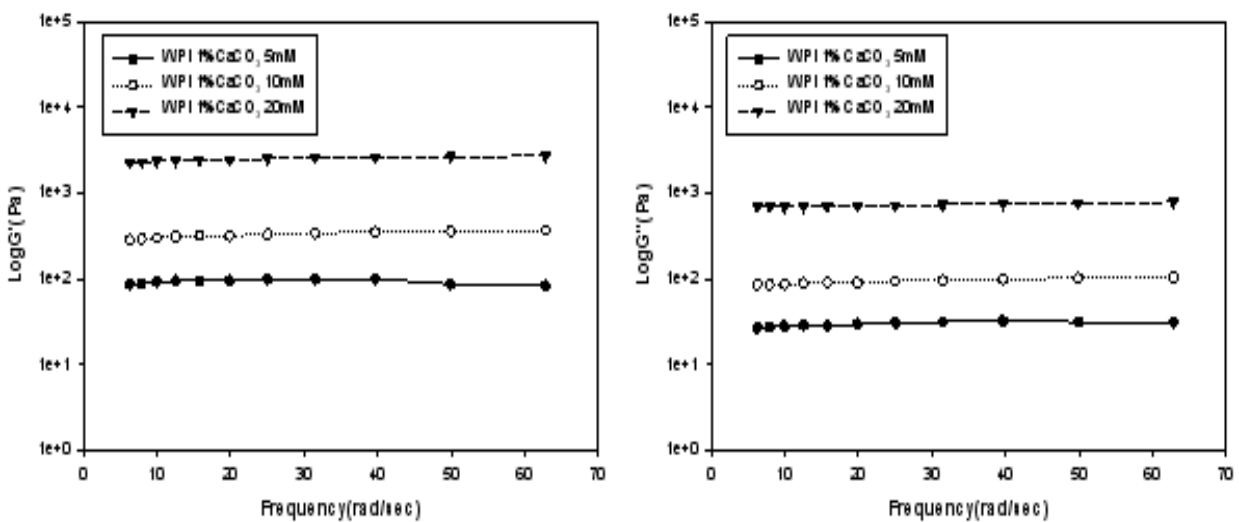 1e+5
WPI 1%CaCO3 5mM
WPI 1%CaCO3 10mM
WPI 1%CaCO3 20mM
1e+4
1e+3
1e+2
1e+1
1e+0
LogG'(Pa)
0 10 20 30 40 50 60 70
Frequency(rad/sec)
1e+5
WPI 1%CaCO3 5mM
WPI 1%CaCO3 10mM
WPI 1%CaCO3 20mM
1e+4
1e+3
1e+2
1e+1
1e+0
LogG''(Pa)
0 10 20 30 40 50 60 70
Frequency(rad/sec)